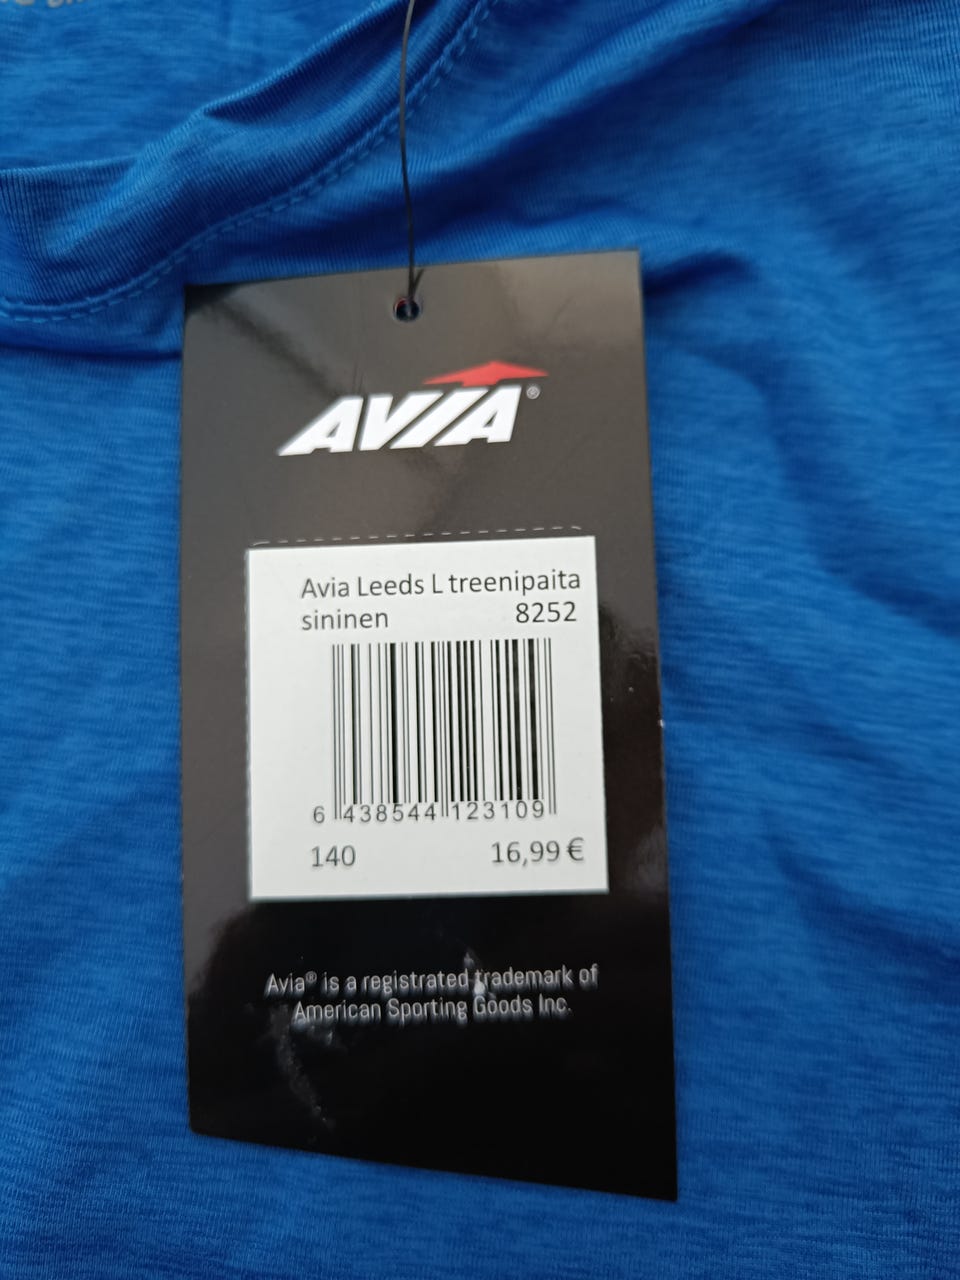 AVIA®
Avia Leeds L treenipaita
sininen 8252
6 438544 123109
140 16,99 €
Avia® is a registrated trademark of
American Sporting Goods Inc.